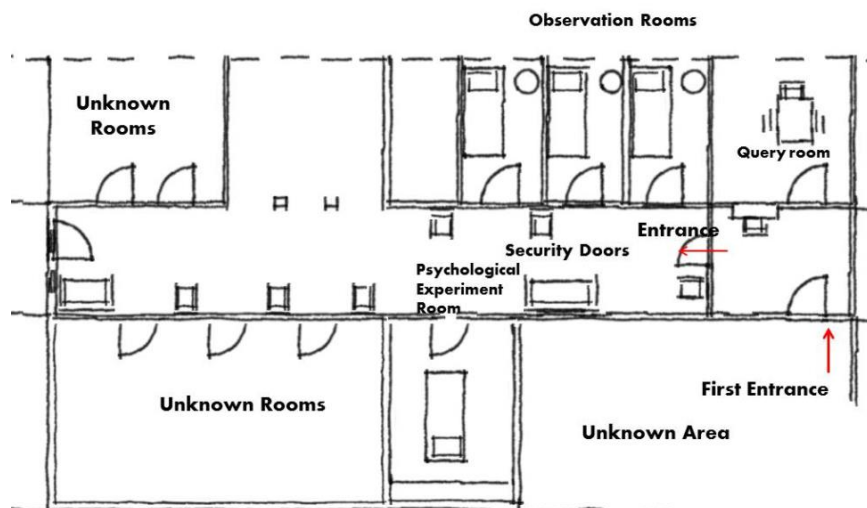 Observation Rooms
Unknown
Rooms
Query room
Entrance
Security Doors
Psychological
Experiment
Room
First Entrance
Unknown Rooms
Unknown Area